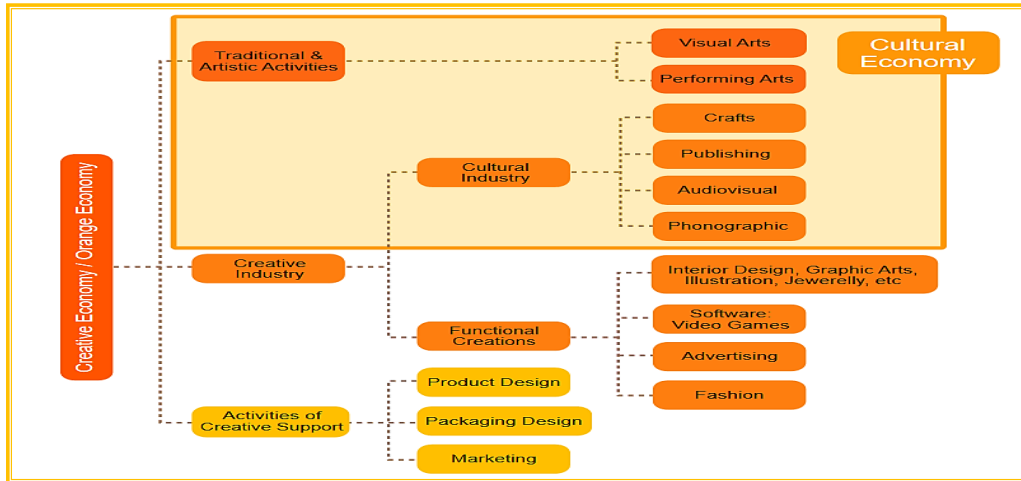 Cultural
Economy
Traditional &
Artistic Activities
Visual Arts
Performing Arts
Crafts
Cultural
Industry
Publishing
Audiovisual
Phonographic
Creative Economy / Orange Economy
Creative
Industry
Interior Design, Graphic Arts,
Illustration, Jewerelly, etc
Functional
Creations
Software:
Video Games
Advertising
Fashion
Activities of
Creative Support
Product Design
Packaging Design
Marketing